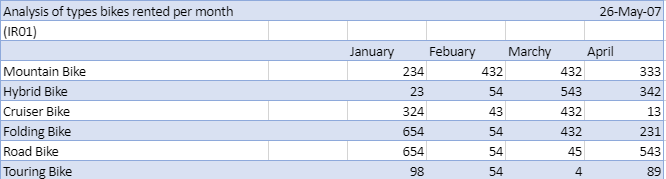 Analysis of types bikes rented per month 26-May-07
(IR01)
January Febuary Marchy April
Mountain Bike 234 432 432 333
Hybrid Bike 23 54 543 342
Cruiser Bike 324 43 432 13
Folding Bike 654 54 432 231
Road Bike 654 54 45 543
Touring Bike 98 54 4 89